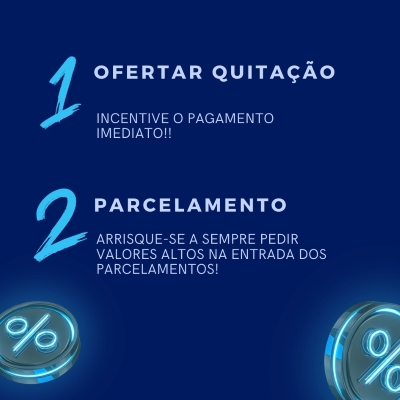 1 OFERTAR QUITAÇÃO
INCENTIVE O PAGAMENTO
IMEDIATO!!
2 PARCELAMENTO
ARRISQUE-SE A SEMPRE PEDIR
VALORES ALTOS NA ENTRADA DOS
PARCELAMENTOS!
%
%